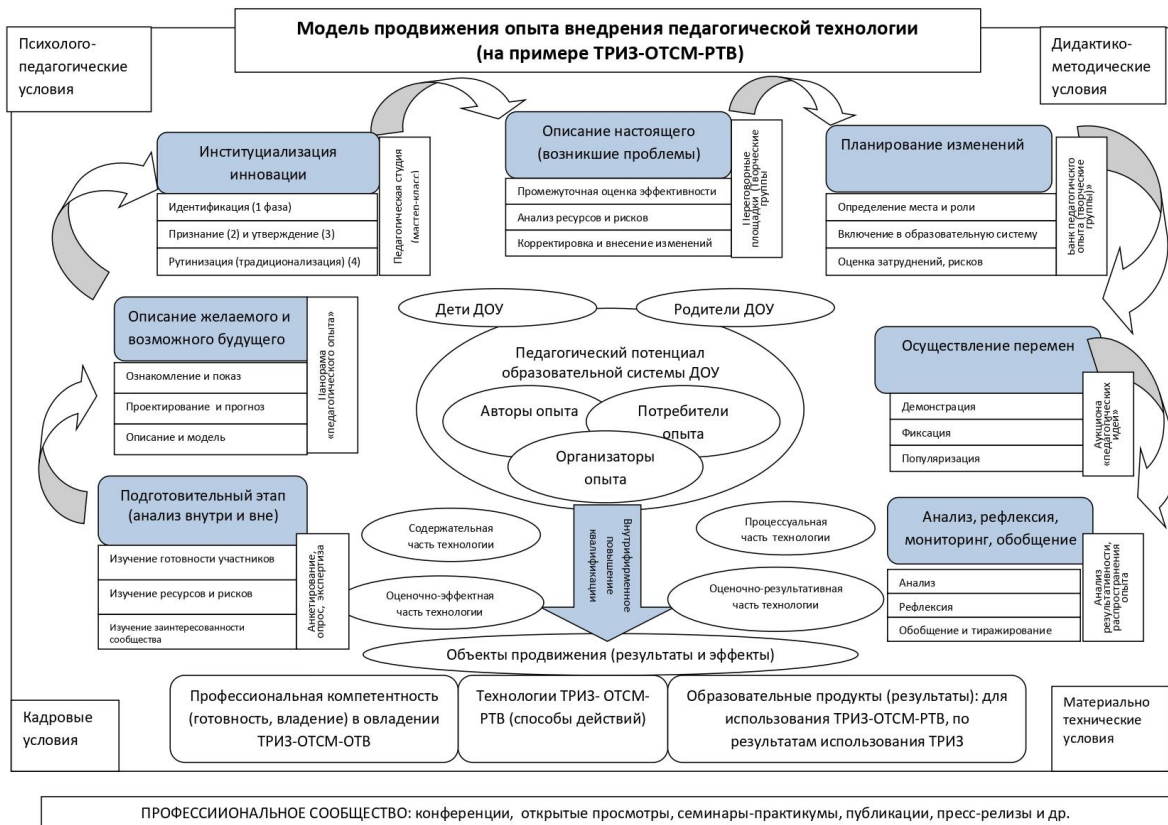 Модель продвижения опыта внедрения педагогической технологии
(на примере ТРИЗ-ОТСМ-РТВ)
Психолого-
педагогические
условия
Дидактико-
методические
условия
Институциализация
инновации
Идентификация (1 фаза)
Признание (2) и утверждение (3)
Рутинизация (традиционализация) (4)
Педагогическая студия
(мастер-класс)
Описание настоящего
(возникшие проблемы)
Промежуточная оценка эффективности
Анализ ресурсов и рисков
Корректировка и внесение изменений
Переговорные
площадки (Творческие
группы
Планирование изменений
Определение места и роли
Включение в образовательную систему
Оценка затруднений, рисков
Банк педагогичского
опыта (творческие
группы)»
Описание желаемого и
возможного будущего
Ознакомление и показ
Проектирование и прогноз
Описание и модель
Панорама
«педагогического опыта»
Дети ДОУ
Родители ДОУ
Педагогический потенциал
образовательной системы ДОУ
Авторы опыта
Потребители
опыта
Организаторы
опыта
Осуществление перемен
Демонстрация
Фиксация
Популяризация
Аукциона
«педагогических
идей»
Подготовительный этап
(анализ внутри и вне)
Изучение готовности участников
Изучение ресурсов и рисков
Изучение заинтересованности
сообщества
Анкетирование,
опрос, экспертиза
Содержательная
часть технологии
Оценочно-эффектная
часть технологии
Внутрифирменное
повышение
квалификации
Процессуальная
часть технологии
Оценочно-результативная
часть технологии
Анализ, рефлексия,
мониторинг, обобщение
Анализ
Рефлексия
Обобщение и тиражирование
Анализ
результативности,
распространения
опыта
Объекты продвижения (результаты и эффекты)
Кадровые
условия
Профессиональная компетентность
(готовность, владение) в овладении
ТРИЗ-ОТСМ-ОТВ
Технологии ТРИЗ- ОТСМ-
РТВ (способы действий)
Образовательные продукты (результаты): для
использования ТРИЗ-ОТСМ-РТВ, по
результатам использования ТРИЗ
Материально
технические
условия
ПРОФЕССИИОНАЛЬНОЕ СООБЩЕСТВО: конференции, открытые просмотры, семинары-практикумы, публикации, пресс-релизы и др.